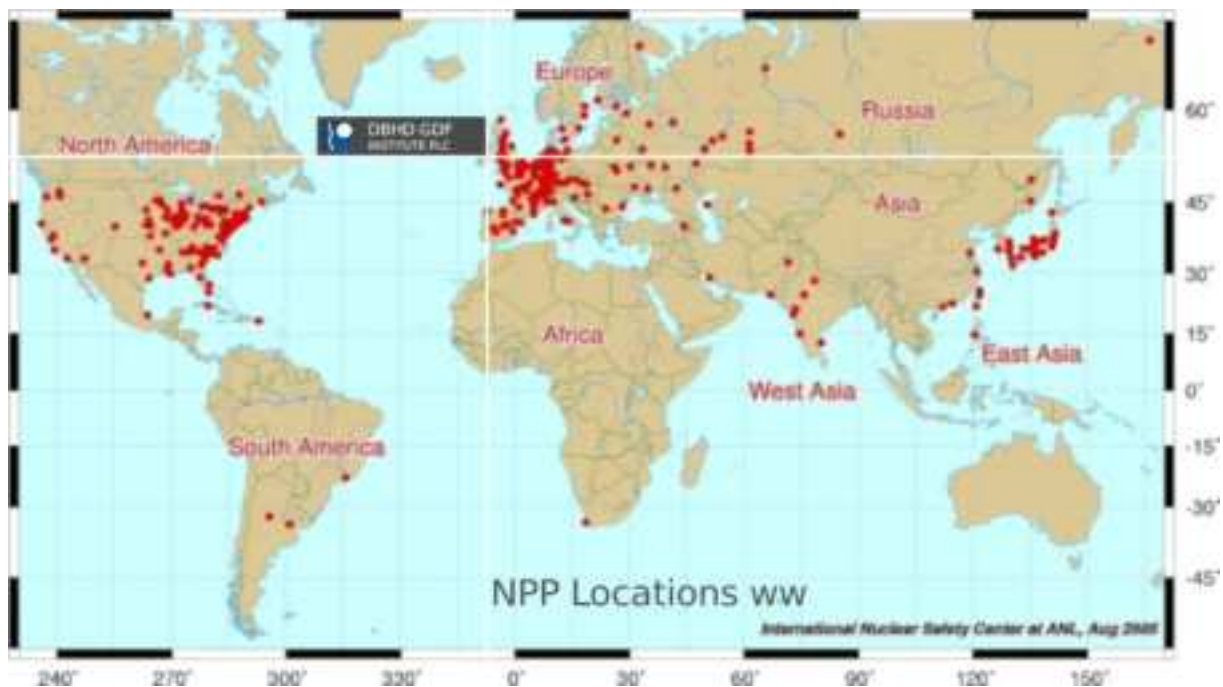 Europe
Russia
60°
DBHD GDF
INSTITUTE PLC
North America
Asia
45°
30°
Africa
15°
East Asia
West Asia
0°
South America
-15°
-30°
-45°
NPP Locations ww
International Nuclear Safety Center at ANL, Aug
240° 270° 300° 0° 30° 60° 90° 120° 150°